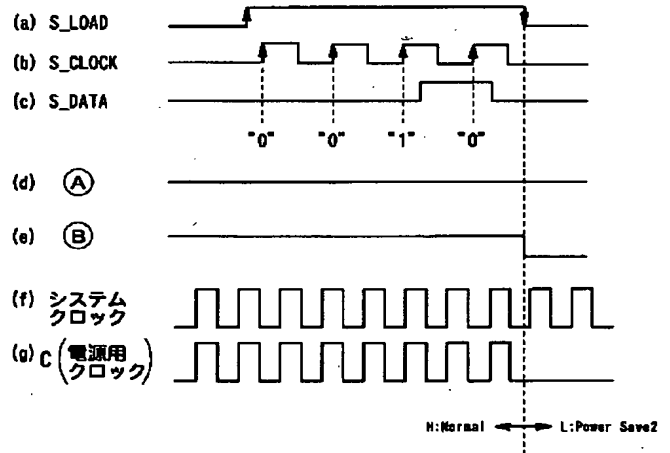 (a) S_LOAD
(b) S_CLOCK
(c) S_DATA
"0" "0" "1" "0"
(d) A
(e) B
(f) システム
クロック
(g) C (電源用
クロック)
H:Normal L:Power Save2